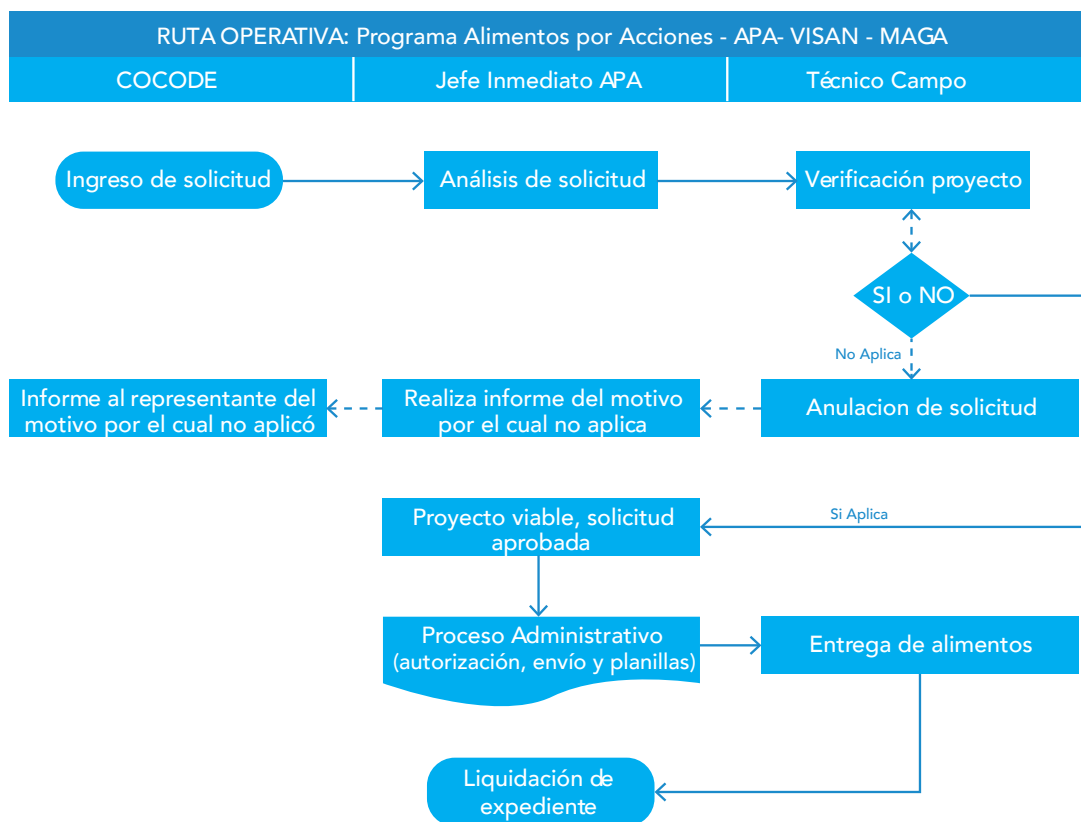 RUTA OPERATIVA: Programa Alimentos por Acciones - APA- VISAN - MAGA
COCODE
Jefe Inmediato APA
Técnico Campo
Ingreso de solicitud
Análisis de solicitud
Verificación proyecto
SI o NO
No Aplica
Informe al representante del
motivo por el cual no aplicó
Realiza informe del motivo
por el cual no aplica
Anulacion de solicitud
Proyecto viable, solicitud
aprobada
Si Aplica
Proceso Administrativo
(autorización, envío y planillas)
Entrega de alimentos
Liquidación de
expediente